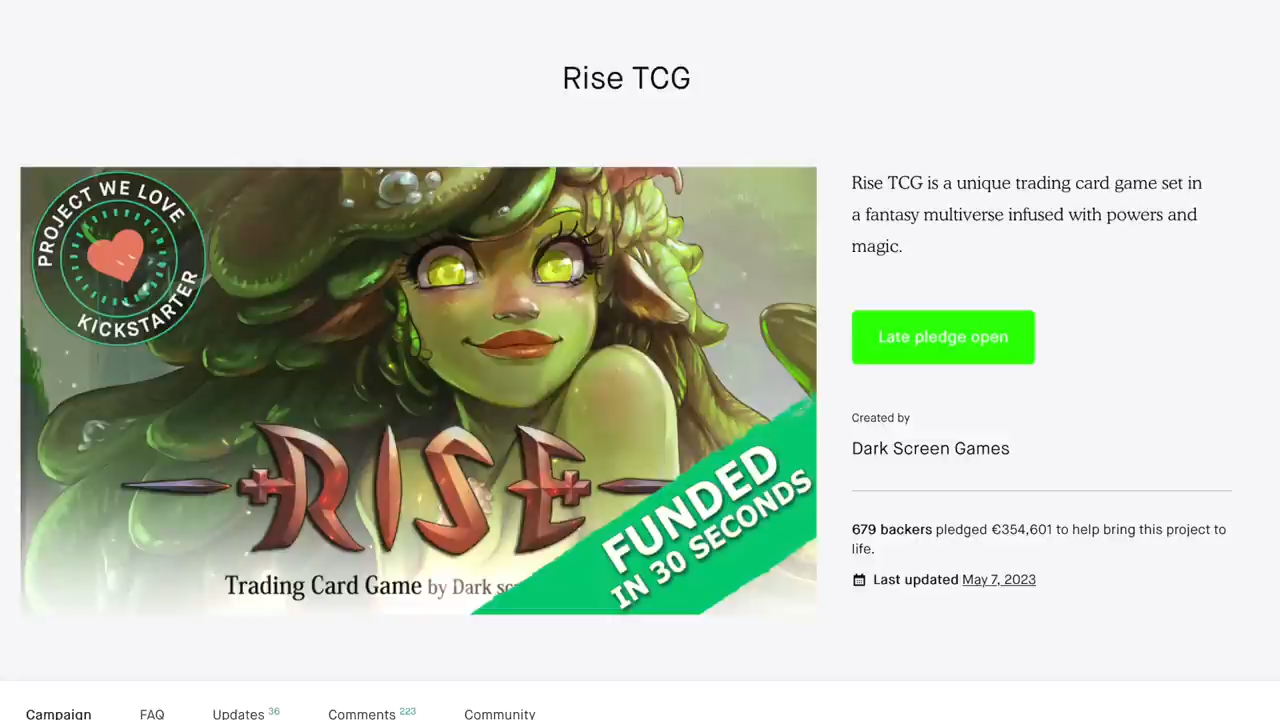 Rise TCG
PROJECT WE LOVE
KICKSTARTER
RISE
Trading Card Game by Dark
FUNDED
IN 30 SECONDS
Rise TCG is a unique trading card game set in
a fantasy multiverse infused with powers and
magic.
Late pledge open
Created by
Dark Screen Games
679 backers pledged €354,601 to help bring this project to
life.
Last updated May 7, 2023
Campaign FAQ Updates 36 Comments 223 Community